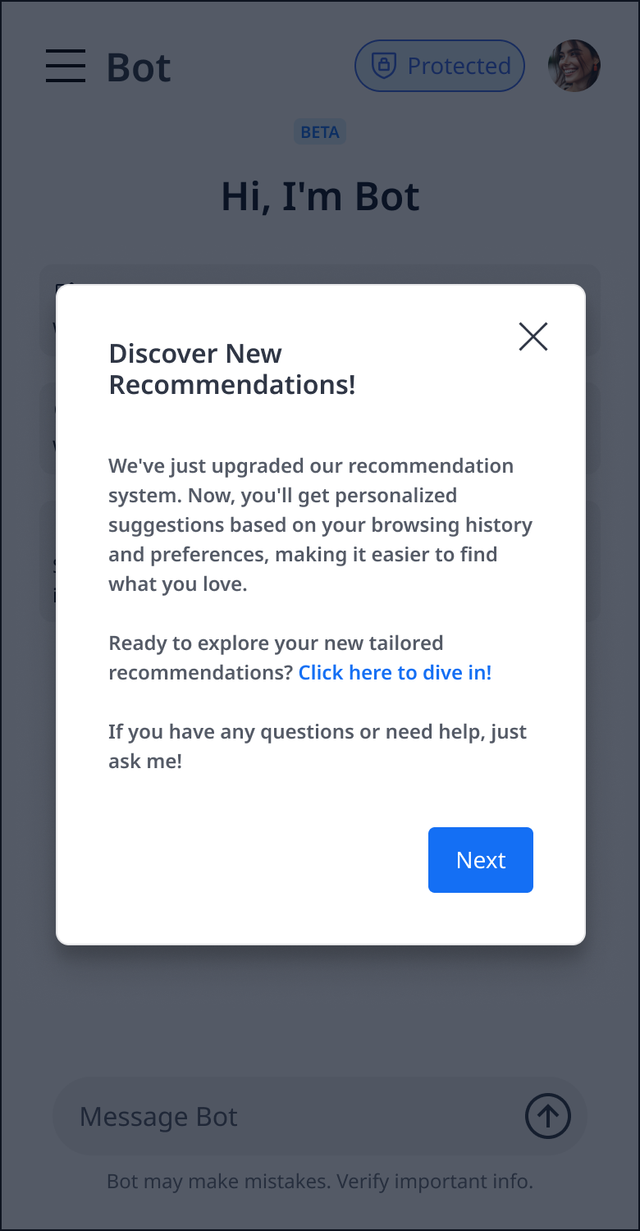 Bot
Protected
BETA
Hi, I'm Bot
Discover New
Recommendations!
We've just upgraded our recommendation
system. Now, you'll get personalized
suggestions based on your browsing history
and preferences, making it easier to find
what you love.
Ready to explore your new tailored
recommendations? Click here to dive in!
If you have any questions or need help, just
ask me!
Next
Message Bot
Bot may make mistakes. Verify important info.